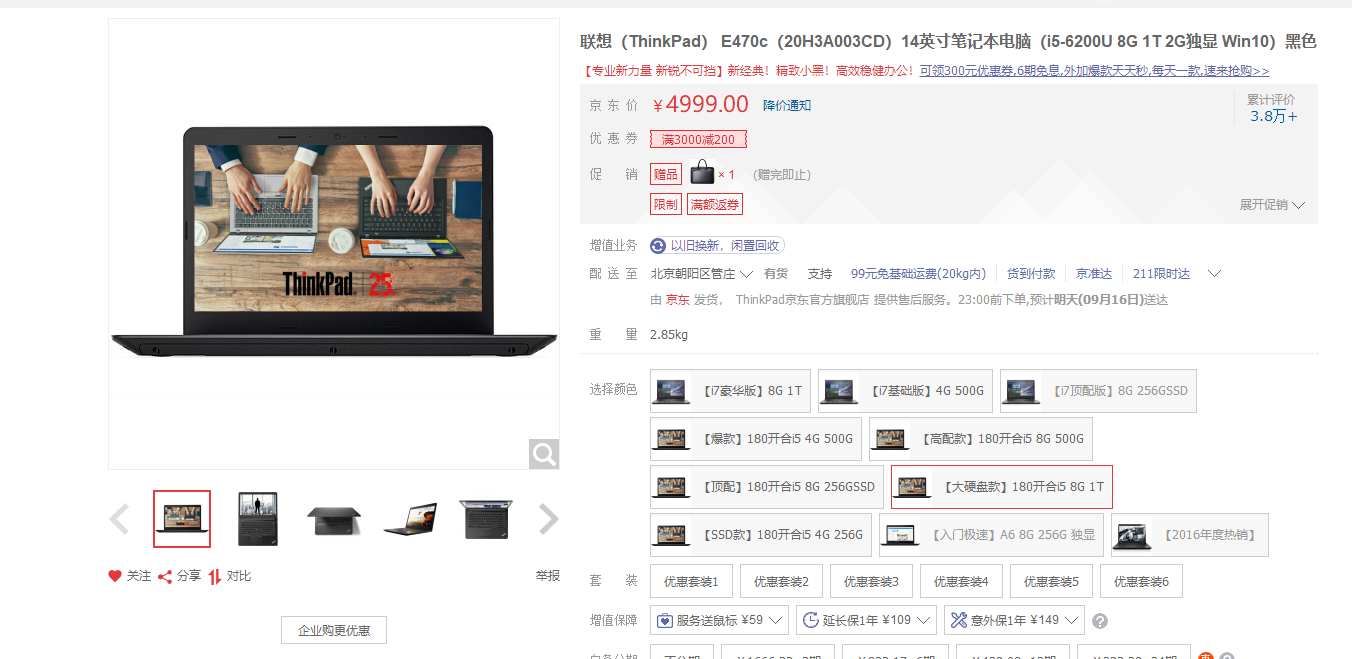 联想（ThinkPad） E470c（20H3A003CD）14英寸笔记本电脑（i5-6200U 8G 1T 2G独显 Win10）黑色
【专业新力量 新锐不可挡】新经典！精致小黑！高效稳健办公！可领300元优惠券,6期免息,外加爆款天天秒,每天一款,速来抢购>>
京东价 ￥4999.00 降价通知
累计评价
3.8万+
优惠券 满3000减200
促销 赠品 ×1 (赠完即止)
限制 满额返券
展开促销
增值业务 以旧换新，闲置回收
配送至 北京朝阳区管庄 有货 支持 99元免基础运费(20kg内) 货到付款 京准达 211限时达
由 京东 发货， ThinkPad京东官方旗舰店 提供售后服务。23:00前下单,预计明天(09月16日)送达
重量 2.85kg
ThinkPad 25
选择颜色 【i7豪华版】8G 1T 【i7基础版】4G 500G 【i7顶配版】8G 256GSSD
【爆款】180开合i5 4G 500G 【高配款】180开合i5 8G 500G
【顶配】180开合i5 8G 256GSSD 【大硬盘款】180开合i5 8G 1T
【SSD款】180开合i5 4G 256G 【入门极速】A6 8G 256G 独显 【2016年度热销】
关注 分享 对比 举报
套装 优惠套装1 优惠套装2 优惠套装3 优惠套装4 优惠套装5 优惠套装6
增值保障 服务送鼠标 ¥59 延长保1年 ¥109 意外保1年 ¥149 ?
企业购更优惠